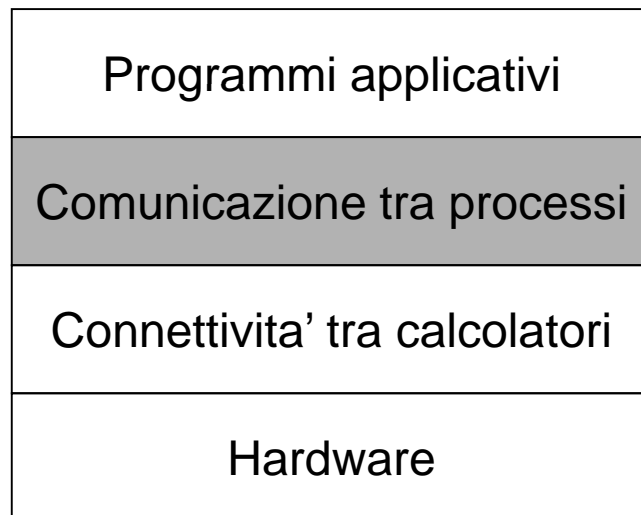 Programmi applicativi
Comunicazione tra processi
Connettivita’ tra calcolatori
Hardware